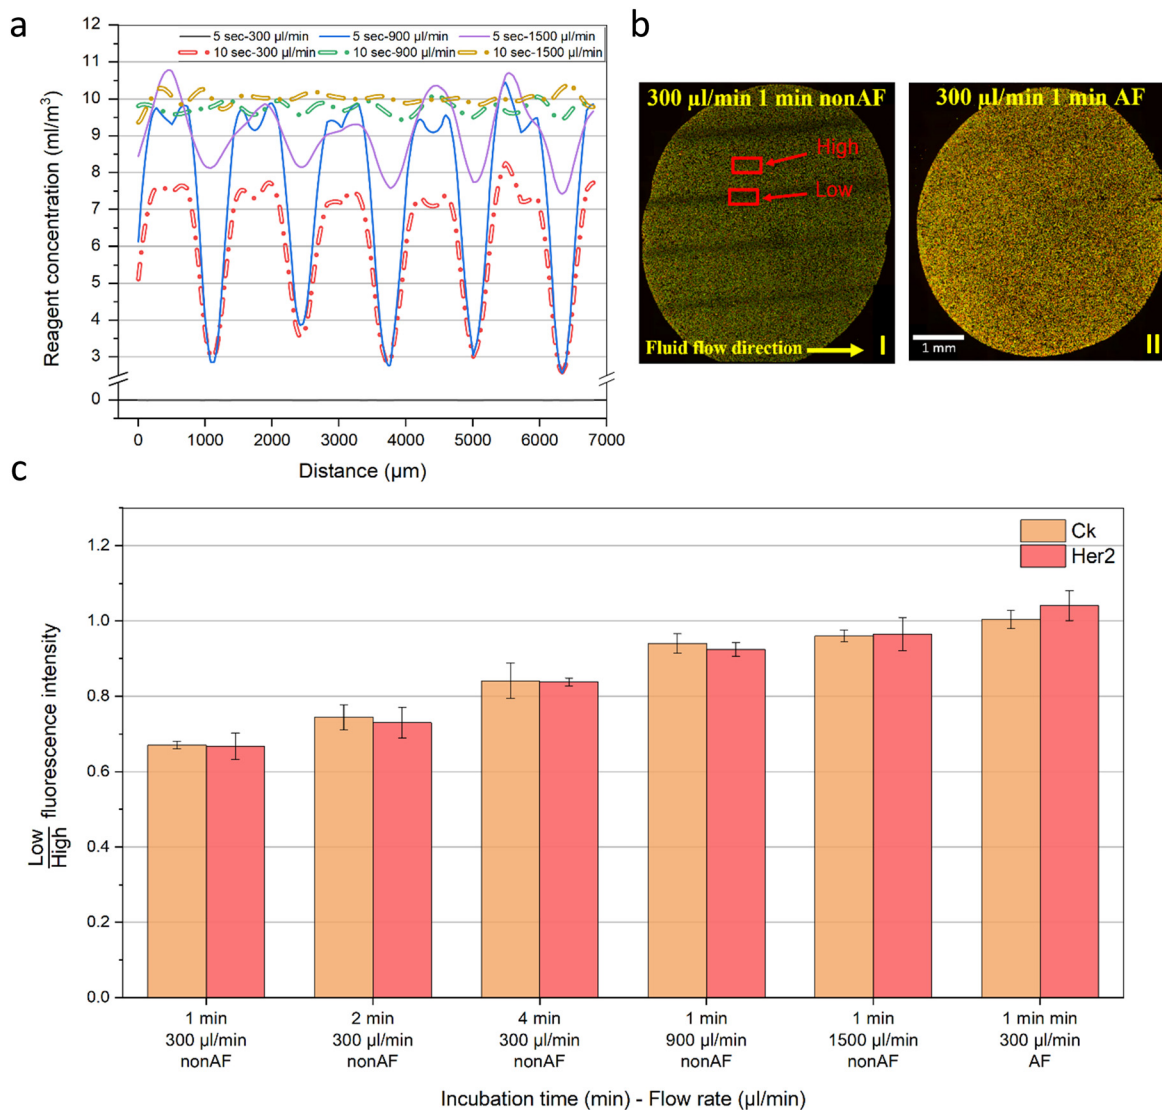 a
12
11
10
9
8
7
6
5
4
3
0
Reagent concentration (ml/m³)
5 sec-300 µl/min 5 sec-900 µl/min 5 sec-1500 µl/min
10 sec-300 µl/min 10 sec-900 µl/min 10 sec-1500 µl/min
0 1000 2000 3000 4000 5000 6000 7000
Distance (µm)
b
300 µl/min 1 min nonAF
High
Low
Fluid flow direction
I
300 µl/min 1 min AF
1 mm
II
c
1.2
1.0
0.8
0.6
0.4
0.2
0.0
Low
High fluorescence intensity
Ck
Her2
1 min 2 min 4 min 1 min 1 min 1 min min
300 µl/min 300 µl/min 300 µl/min 900 µl/min 1500 µl/min 300 µl/min
nonAF nonAF nonAF nonAF nonAF AF
Incubation time (min) - Flow rate (µl/min)